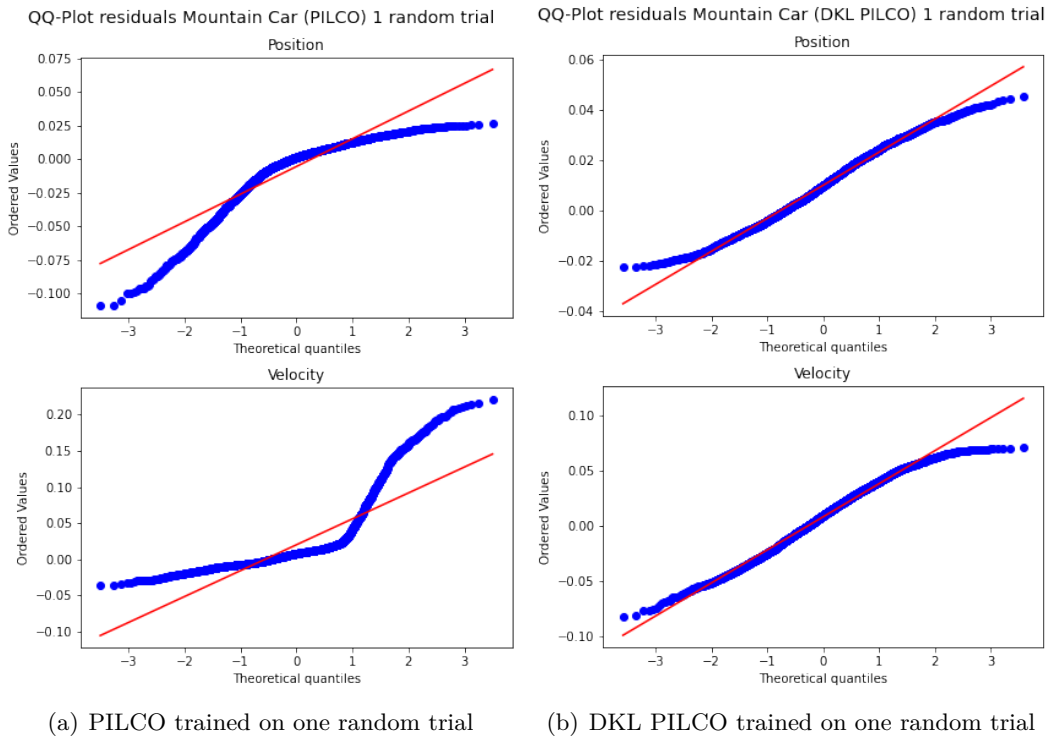 QQ-Plot residuals Mountain Car (PILCO) 1 random trial
Position
0.075
0.050
0.025
0.000
−0.025
−0.050
−0.075
−0.100
Ordered Values
−3 −2 −1 0 1 2 3
Theoretical quantiles
Velocity
0.20
0.15
0.10
0.05
0.00
−0.05
−0.10
Ordered Values
−3 −2 −1 0 1 2 3
Theoretical quantiles
(a) PILCO trained on one random trial
QQ-Plot residuals Mountain Car (DKL PILCO) 1 random trial
Position
0.06
0.04
0.02
0.00
−0.02
−0.04
Ordered Values
−3 −2 −1 0 1 2 3
Theoretical quantiles
Velocity
0.10
0.05
0.00
−0.05
−0.10
Ordered Values
−3 −2 −1 0 1 2 3
Theoretical quantiles
(b) DKL PILCO trained on one random trial